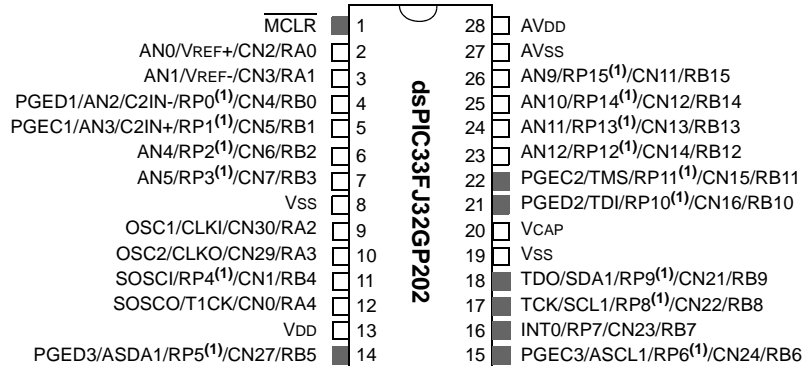 MCLR 1 28 AVDD
AN0/VREF+/CN2/RA0 2 27 AVSS
AN1/VREF-/CN3/RA1 3 26 AN9/RP15(1)/CN11/RB15
PGED1/AN2/C2IN-/RP0(1)/CN4/RB0 4 25 AN10/RP14(1)/CN12/RB14
PGEC1/AN3/C2IN+/RP1(1)/CN5/RB1 5 24 AN11/RP13(1)/CN13/RB13
AN4/RP2(1)/CN6/RB2 6 23 AN12/RP12(1)/CN14/RB12
AN5/RP3(1)/CN7/RB3 7 22 PGEC2/TMS/RP11(1)/CN15/RB11
VSS 8 21 PGED2/TDI/RP10(1)/CN16/RB10
OSC1/CLKI/CN30/RA2 9 20 VCAP
OSC2/CLKO/CN29/RA3 10 19 VSS
SOSCI/RP4(1)/CN1/RB4 11 18 TDO/SDA1/RP9(1)/CN21/RB9
SOSCO/T1CK/CN0/RA4 12 17 TCK/SCL1/RP8(1)/CN22/RB8
VDD 13 16 INT0/RP7/CN23/RB7
PGED3/ASDA1/RP5(1)/CN27/RB5 14 15 PGEC3/ASCL1/RP6(1)/CN24/RB6
dsPIC33FJ32GP202